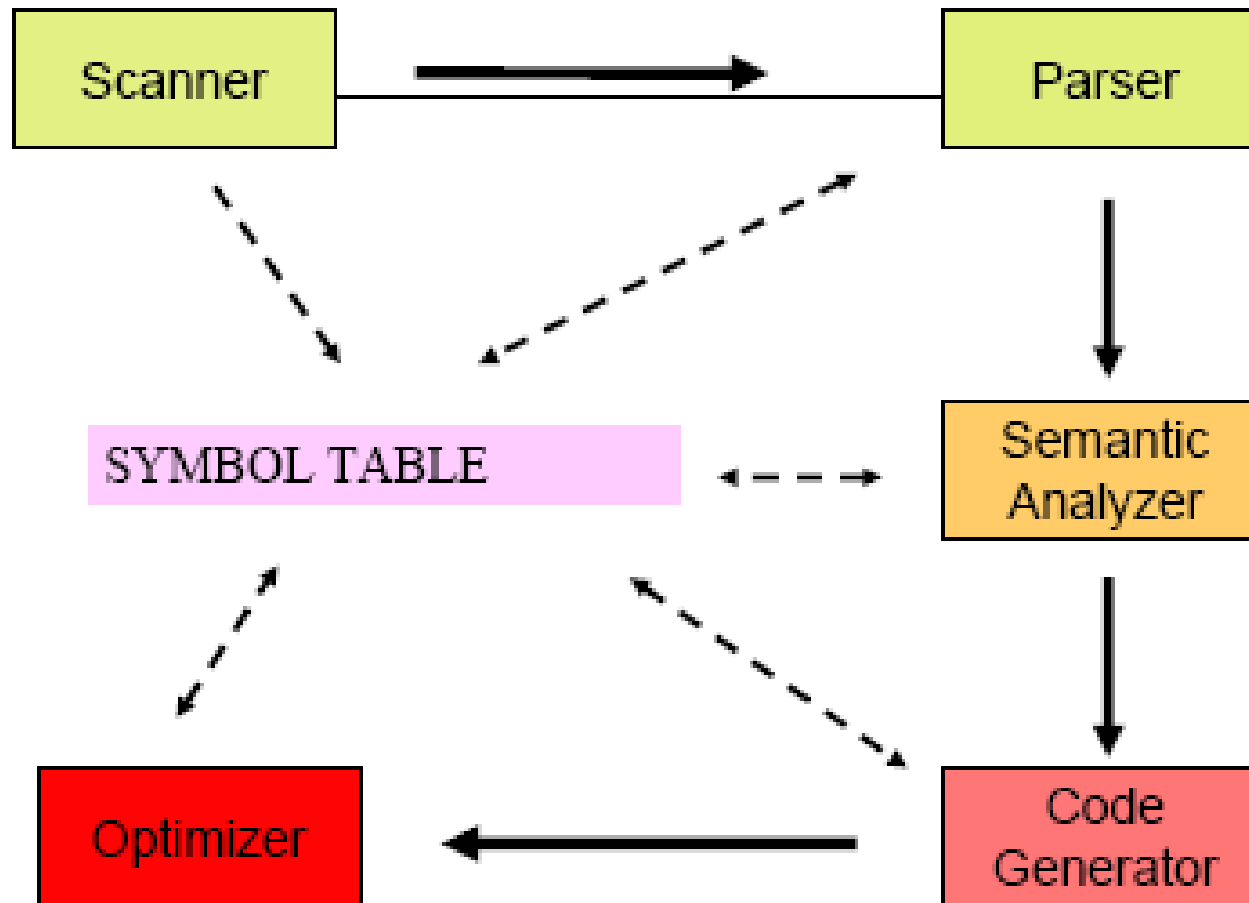 Scanner
Parser
SYMBOL TABLE
Semantic
Analyzer
Optimizer
Code
Generator